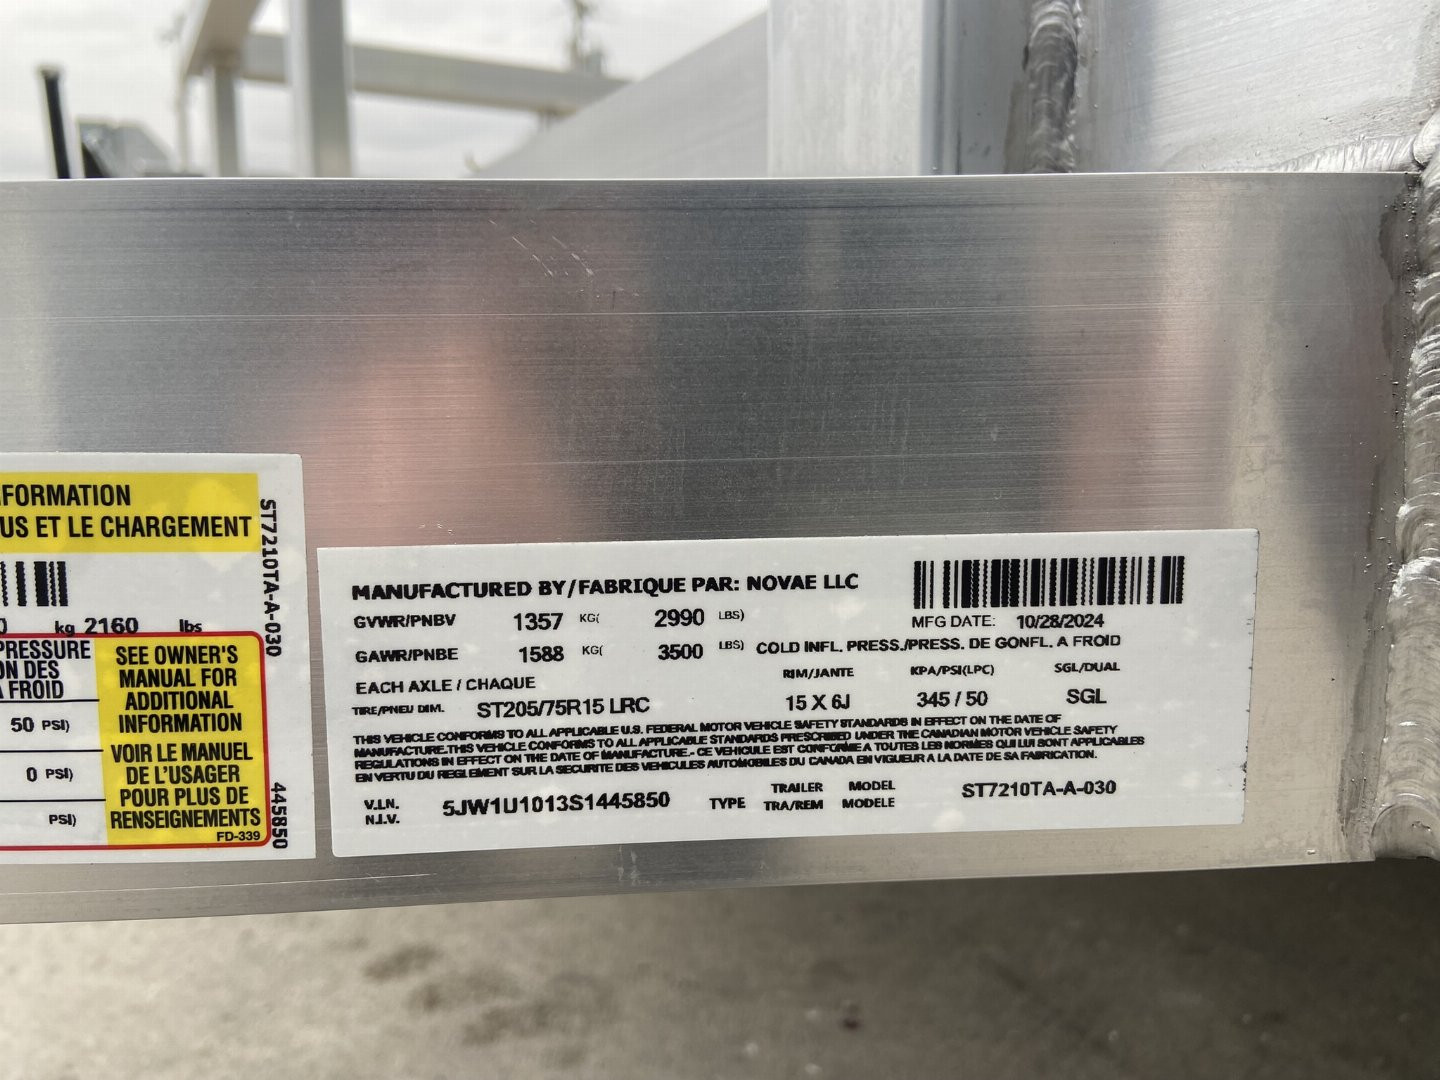 FORMATION
US ET LE CHARGEMENT
ST7210TA-A-030
kg 2160 lbs
PRESSURE
ON DES
FROID
50 PSI)
0 PSI)
PSI)
SEE OWNER'S
MANUAL FOR
ADDITIONAL
INFORMATION
VOIR LE MANUEL
DE L'USAGER
POUR PLUS DE
RENSEIGNEMENTS
FD-339
445850
MANUFACTURED BY/FABRIQUE PAR: NOVAE LLC
GVWR/PNBV 1357 KG( 2990 LBS)
MFG DATE: 10/28/2024
GAWR/PNBE 1588 KG( 3500 LBS) COLD INFL. PRESS./PRESS. DE GONFL. A FROID
EACH AXLE / CHAQUE RIM/JANTE KPA/PSI(LPC) SGL/DUAL
TIRE/PNEU DIM. ST205/75R15 LRC 15 X 6J 345 / 50 SGL
THIS VEHICLE CONFORMS TO ALL APPLICABLE U.S. FEDERAL MOTOR VEHICLE SAFETY STANDARDS IN EFFECT ON THE DATE OF
MANUFACTURE.THIS VEHICLE CONFORMS TO ALL APPLICABLE STANDARDS PRESCRIBED UNDER THE CANADIAN MOTOR VEHICLE SAFETY
REGULATIONS IN EFFECT ON THE DATE OF MANUFACTURE.- CE VEHICULE EST CONFORME A TOUTES LES NORMES QUI LUI SONT APPLICABLES
EN VERTU DU REGLEMENT SUR LA SECURITE DES VEHICULES AUTOMOBILES DU CANADA EN VIGUEUR A LA DATE DE SA FABRICATION.
V.I.N. 5JW1U1013S1445850 TYPE TRAILER MODEL ST7210TA-A-030
N.I.V. TRA/REM MODELE